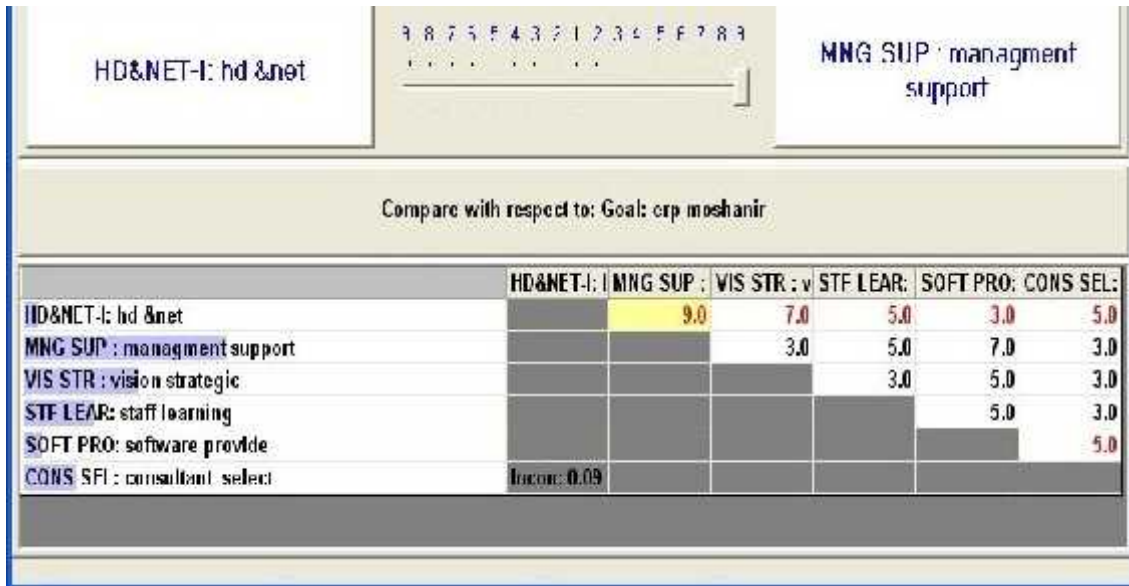 9 8 7 6 5 4 3 2 1 2 3 4 5 6 7 8 9
HD&NET-I: hd &net
MNG SUP : managment
support
Compare with respect to: Goal: erp moshanir
HD&NET-I: I MNG SUP : VIS STR : v STF LEAR: SOFT PRO: CONS SEL:
HD&NET-I: hd &net 9.0 7.0 5.0 3.0 5.0
MNG SUP : managment support 3.0 5.0 7.0 3.0
VIS STR : vision strategic 3.0 5.0 3.0
STF LEAR: staff learning 5.0 3.0
SOFT PRO: software provide 5.0
CONS SEL: consultant select Incon: 0.09